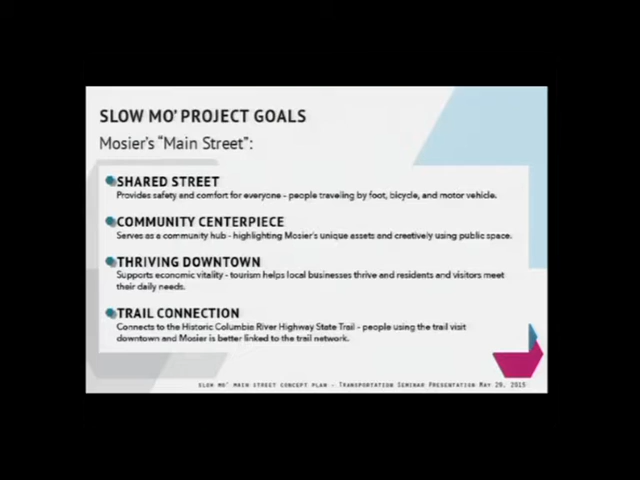 SLOW MO' PROJECT GOALS
Mosier's “Main Street”:
SHARED STREET
Provides safety and comfort for everyone - people traveling by foot, bicycle, and motor vehicle.
COMMUNITY CENTERPIECE
Serves as a community hub - highlighting Mosier's unique assets and creatively using public space.
THRIVING DOWNTOWN
Supports economic vitality - tourism helps local businesses thrive and residents and visitors meet
their daily needs.
TRAIL CONNECTION
Connects to the Historic Columbia River Highway State Trail - people using the trail visit
downtown and Mosier is better linked to the trail network.
SLOW MO' MAIN STREET CONCEPT PLAN - TRANSPORTATION SEMINAR PRESENTATION MAY 29, 2015